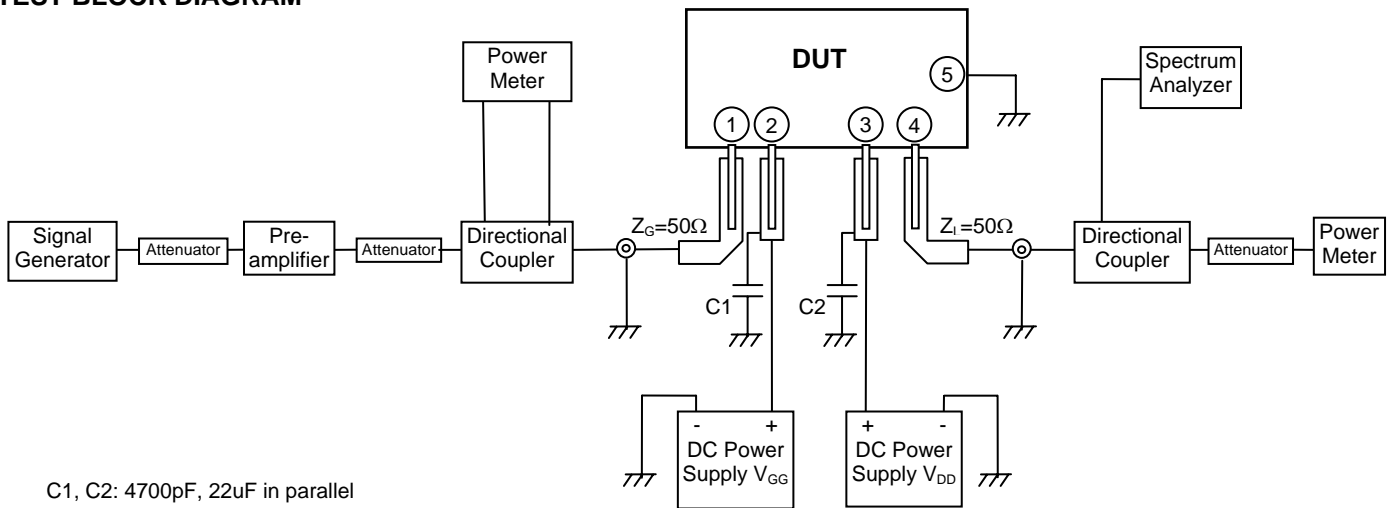 TEST BLOCK DIAGRAM
Power
Meter
DUT
5
Spectrum
Analyzer
1 2 3 4
Signal
Generator
Attenuator
Pre-
amplifier
Attenuator
Directional
Coupler
ZG=50Ω
ZL=50Ω
Directional
Coupler
Attenuator
Power
Meter
C1
C2
- +
DC Power
Supply VGG
+ -
DC Power
Supply VDD
C1, C2: 4700pF, 22uF in parallel